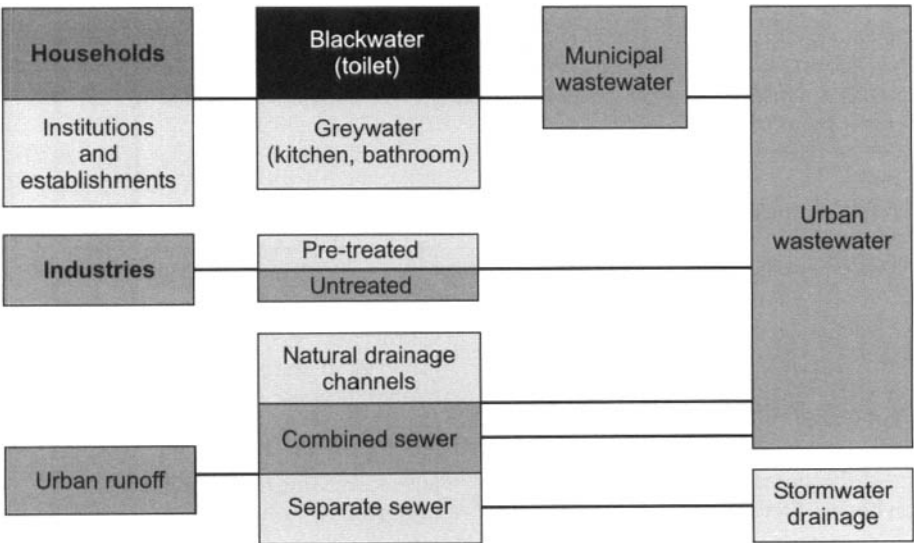 Households
Institutions
and
establishments
Blackwater
(toilet)
Greywater
(kitchen, bathroom)
Municipal
wastewater
Urban
wastewater
Industries
Pre-treated
Untreated
Urban runoff
Natural drainage
channels
Combined sewer
Separate sewer
Stormwater
drainage